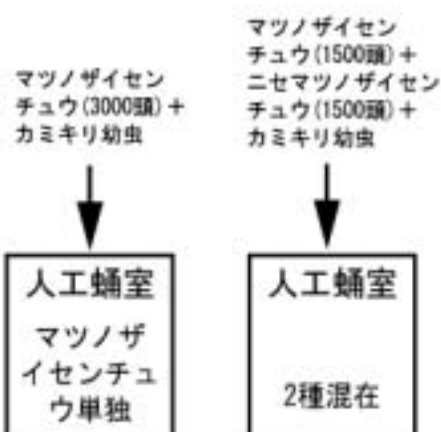 マツノザイセン
チュウ(3000頭)+
カミキリ幼虫
マツノザイセン
チュウ(1500頭)+
ニセマツノザイセン
チュウ(1500頭)+
カミキリ幼虫
人工蛹室
マツノザ
イセンチュ
ウ単独
人工蛹室
2種混在